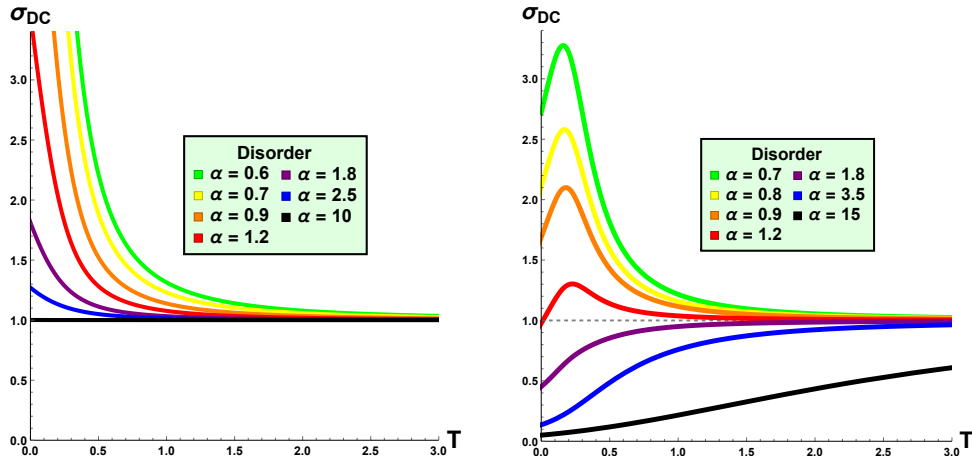 σDC
3.0
2.5
2.0
1.5
1.0
0.5
0.0
0.0 0.5 1.0 1.5 2.0 2.5 3.0
T
Disorder
α = 0.6 α = 1.8
α = 0.7 α = 2.5
α = 0.9 α = 10
α = 1.2
σDC
3.0
2.5
2.0
1.5
1.0
0.5
0.0
0.0 0.5 1.0 1.5 2.0 2.5 3.0
T
Disorder
α = 0.7 α = 1.8
α = 0.8 α = 3.5
α = 0.9 α = 15
α = 1.2